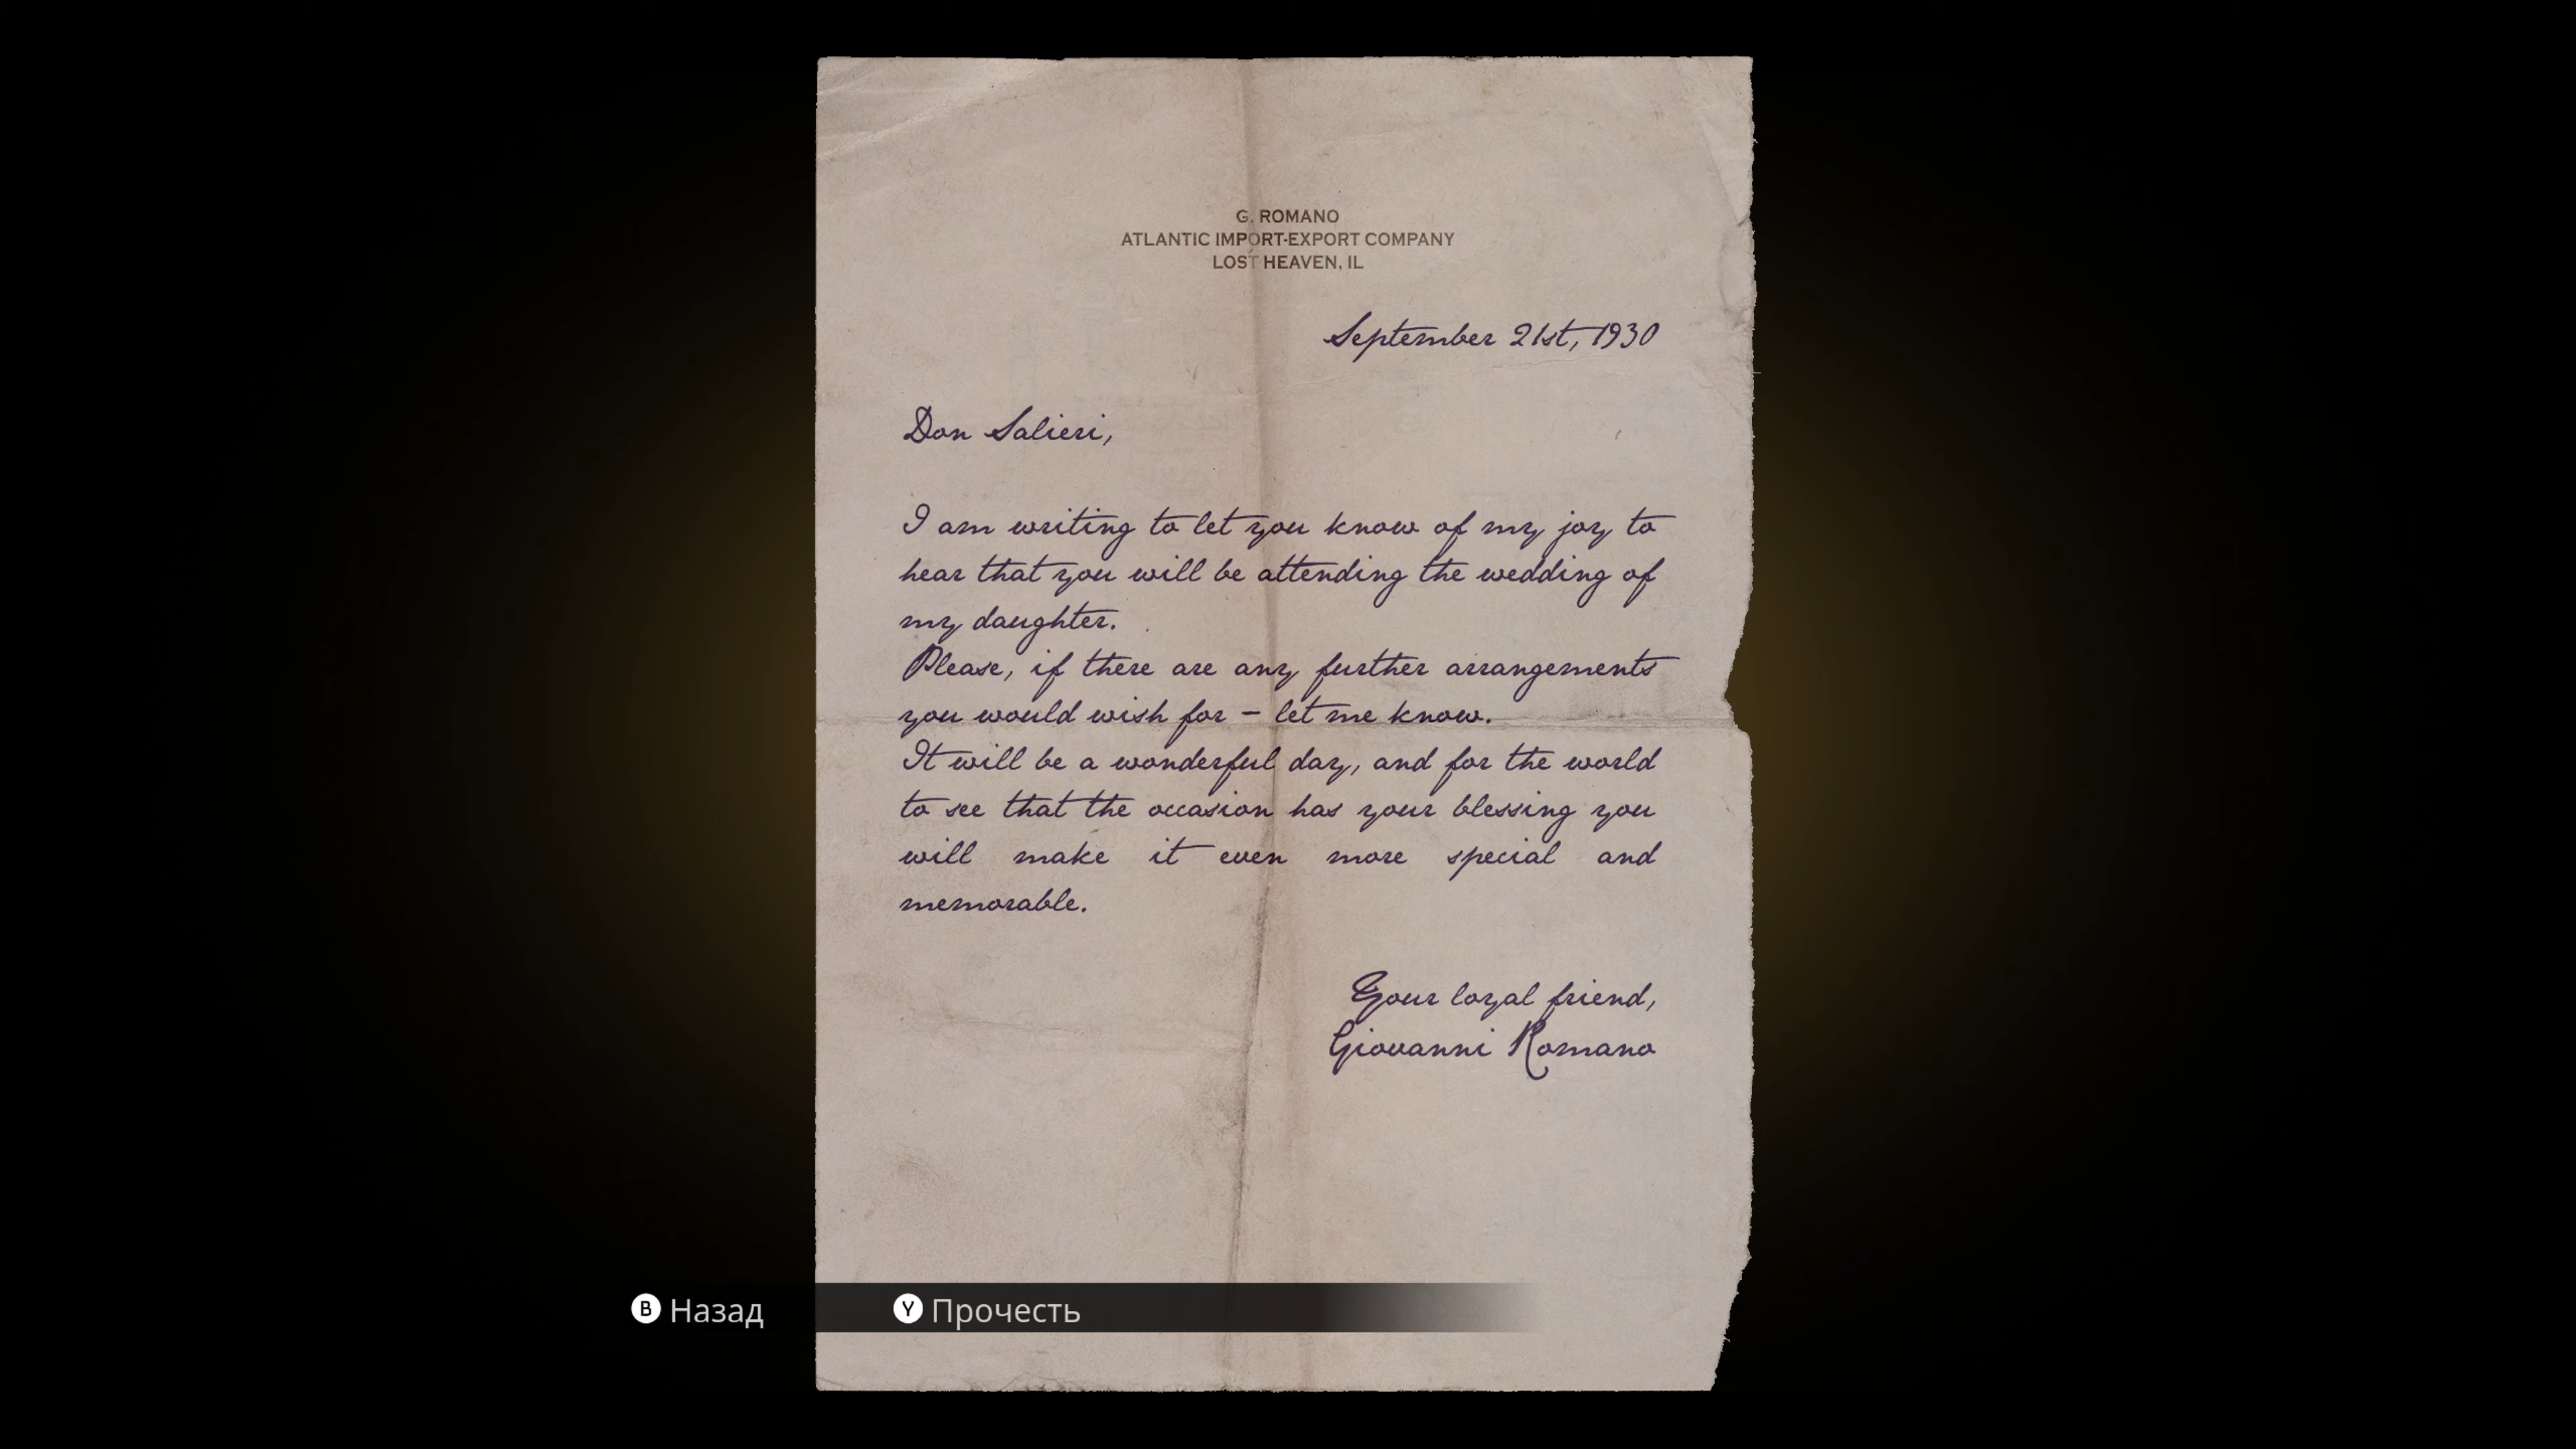 G. ROMANO
ATLANTIC IMPORT-EXPORT COMPANY
LOST HEAVEN, IL
September 21st, 1930
Don Salieri,
I am writing to let you know of my joy to
hear that you will be attending the wedding of
my daughter.
Please, if there are any further arrangements
you would wish for – let me know.
It will be a wonderful day, and for the world
to see that the occasion has your blessing you
will make it even more special and
memorable.
Your loyal friend,
Giovanni Romano
B Назад
Y Прочесть